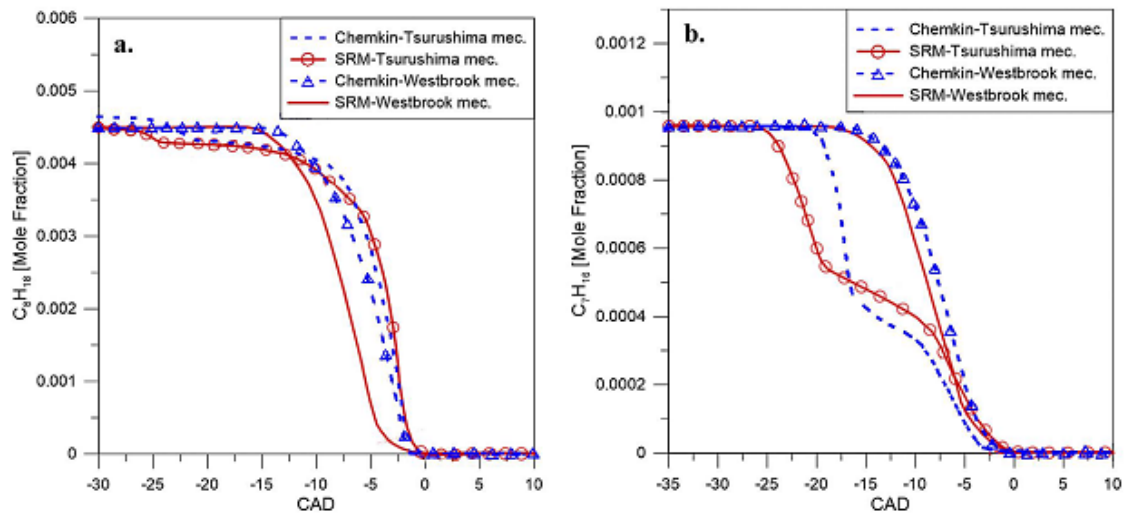 a.
Chemkin-Tsurushima mec.
SRM-Tsurushima mec.
Chemkin-Westbrook mec.
SRM-Westbrook mec.
0.006
0.005
0.004
0.003
0.002
0.001
0
C8H18 [Mole Fraction]
-30 -25 -20 -15 -10 -5 0 5 10
CAD
b.
Chemkin-Tsurushima mec.
SRM-Tsurushima mec.
Chemkin-Westbrook mec.
SRM-Westbrook mec.
0.0012
0.001
0.0008
0.0006
0.0004
0.0002
0
C7H16 [Mole Fraction]
-35 -30 -25 -20 -15 -10 -5 0 5 10
CAD